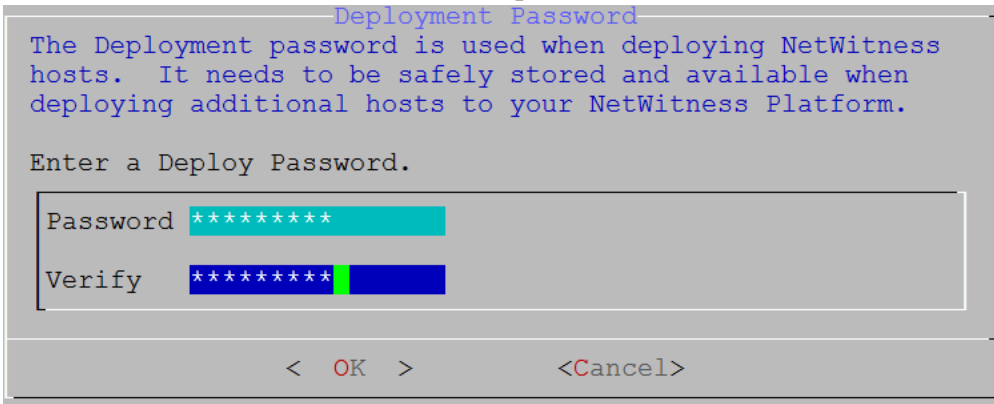 Deployment Password
The Deployment password is used when deploying NetWitness
hosts.  It needs to be safely stored and available when
deploying additional hosts to your NetWitness Platform.
Enter a Deploy Password.
Password *********
Verify *********
<  OK  > <Cancel>